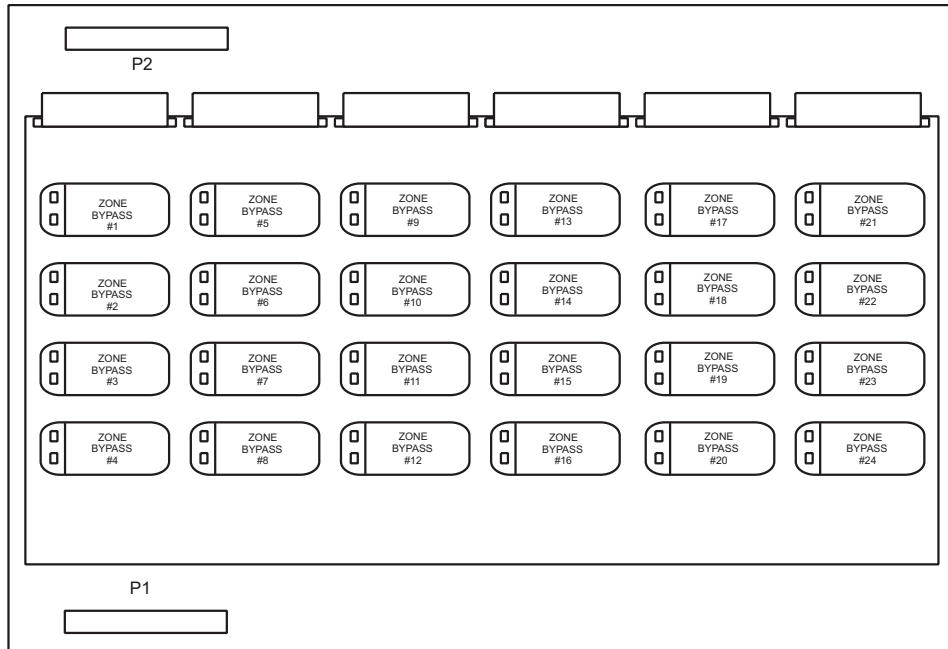 P2
ZONE
BYPASS
#1
ZONE
BYPASS
#5
ZONE
BYPASS
#9
ZONE
BYPASS
#13
ZONE
BYPASS
#17
ZONE
BYPASS
#21
ZONE
BYPASS
#2
ZONE
BYPASS
#6
ZONE
BYPASS
#10
ZONE
BYPASS
#14
ZONE
BYPASS
#18
ZONE
BYPASS
#22
ZONE
BYPASS
#3
ZONE
BYPASS
#7
ZONE
BYPASS
#11
ZONE
BYPASS
#15
ZONE
BYPASS
#19
ZONE
BYPASS
#23
ZONE
BYPASS
#4
ZONE
BYPASS
#8
ZONE
BYPASS
#12
ZONE
BYPASS
#16
ZONE
BYPASS
#20
ZONE
BYPASS
#24
P1